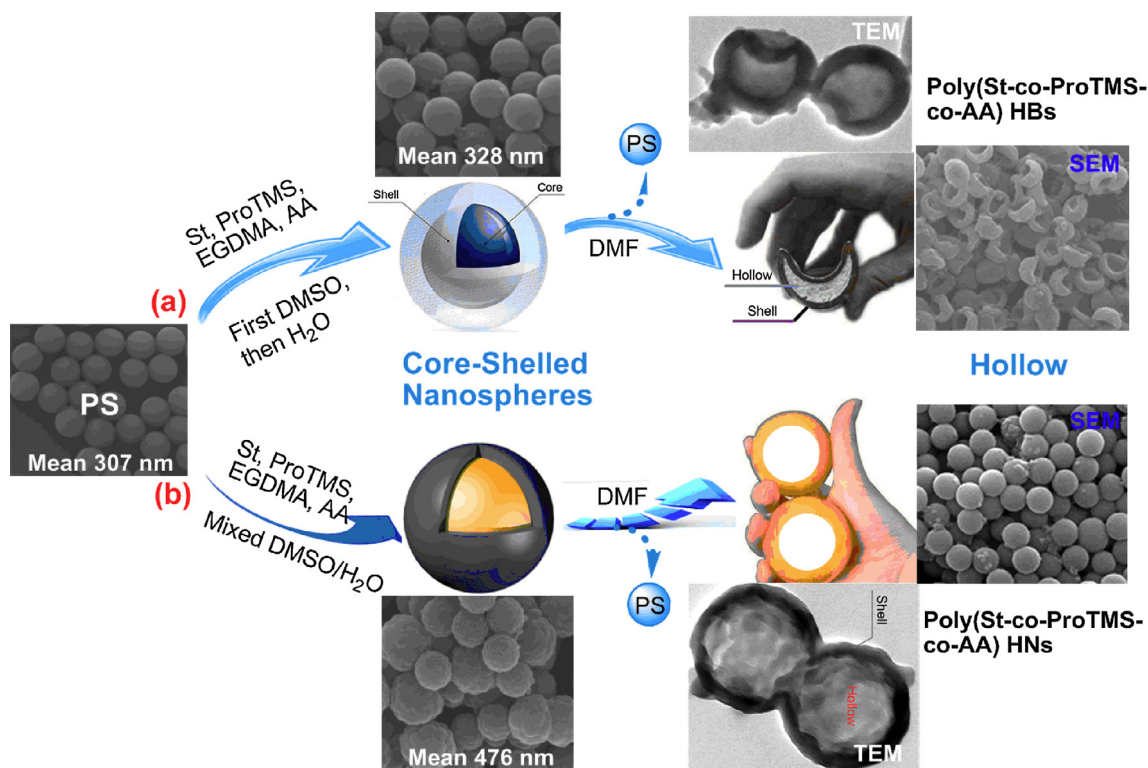 TEM
Poly(St-co-ProTMS-
co-AA) HBs
Mean 328 nm
PS
SEM
St, ProTMS,
EGDMA, AA
Shell
Core
DMF
(a)
First DMSO,
then H₂O
Hollow
Shell
Core-Shelled
Nanospheres
Hollow
PS
Mean 307 nm
(b)
St, ProTMS,
EGDMA, AA
Mixed DMSO/H₂O
DMF
SEM
PS
Shell
Hollow
Poly(St-co-ProTMS-
co-AA) HNs
Mean 476 nm
TEM